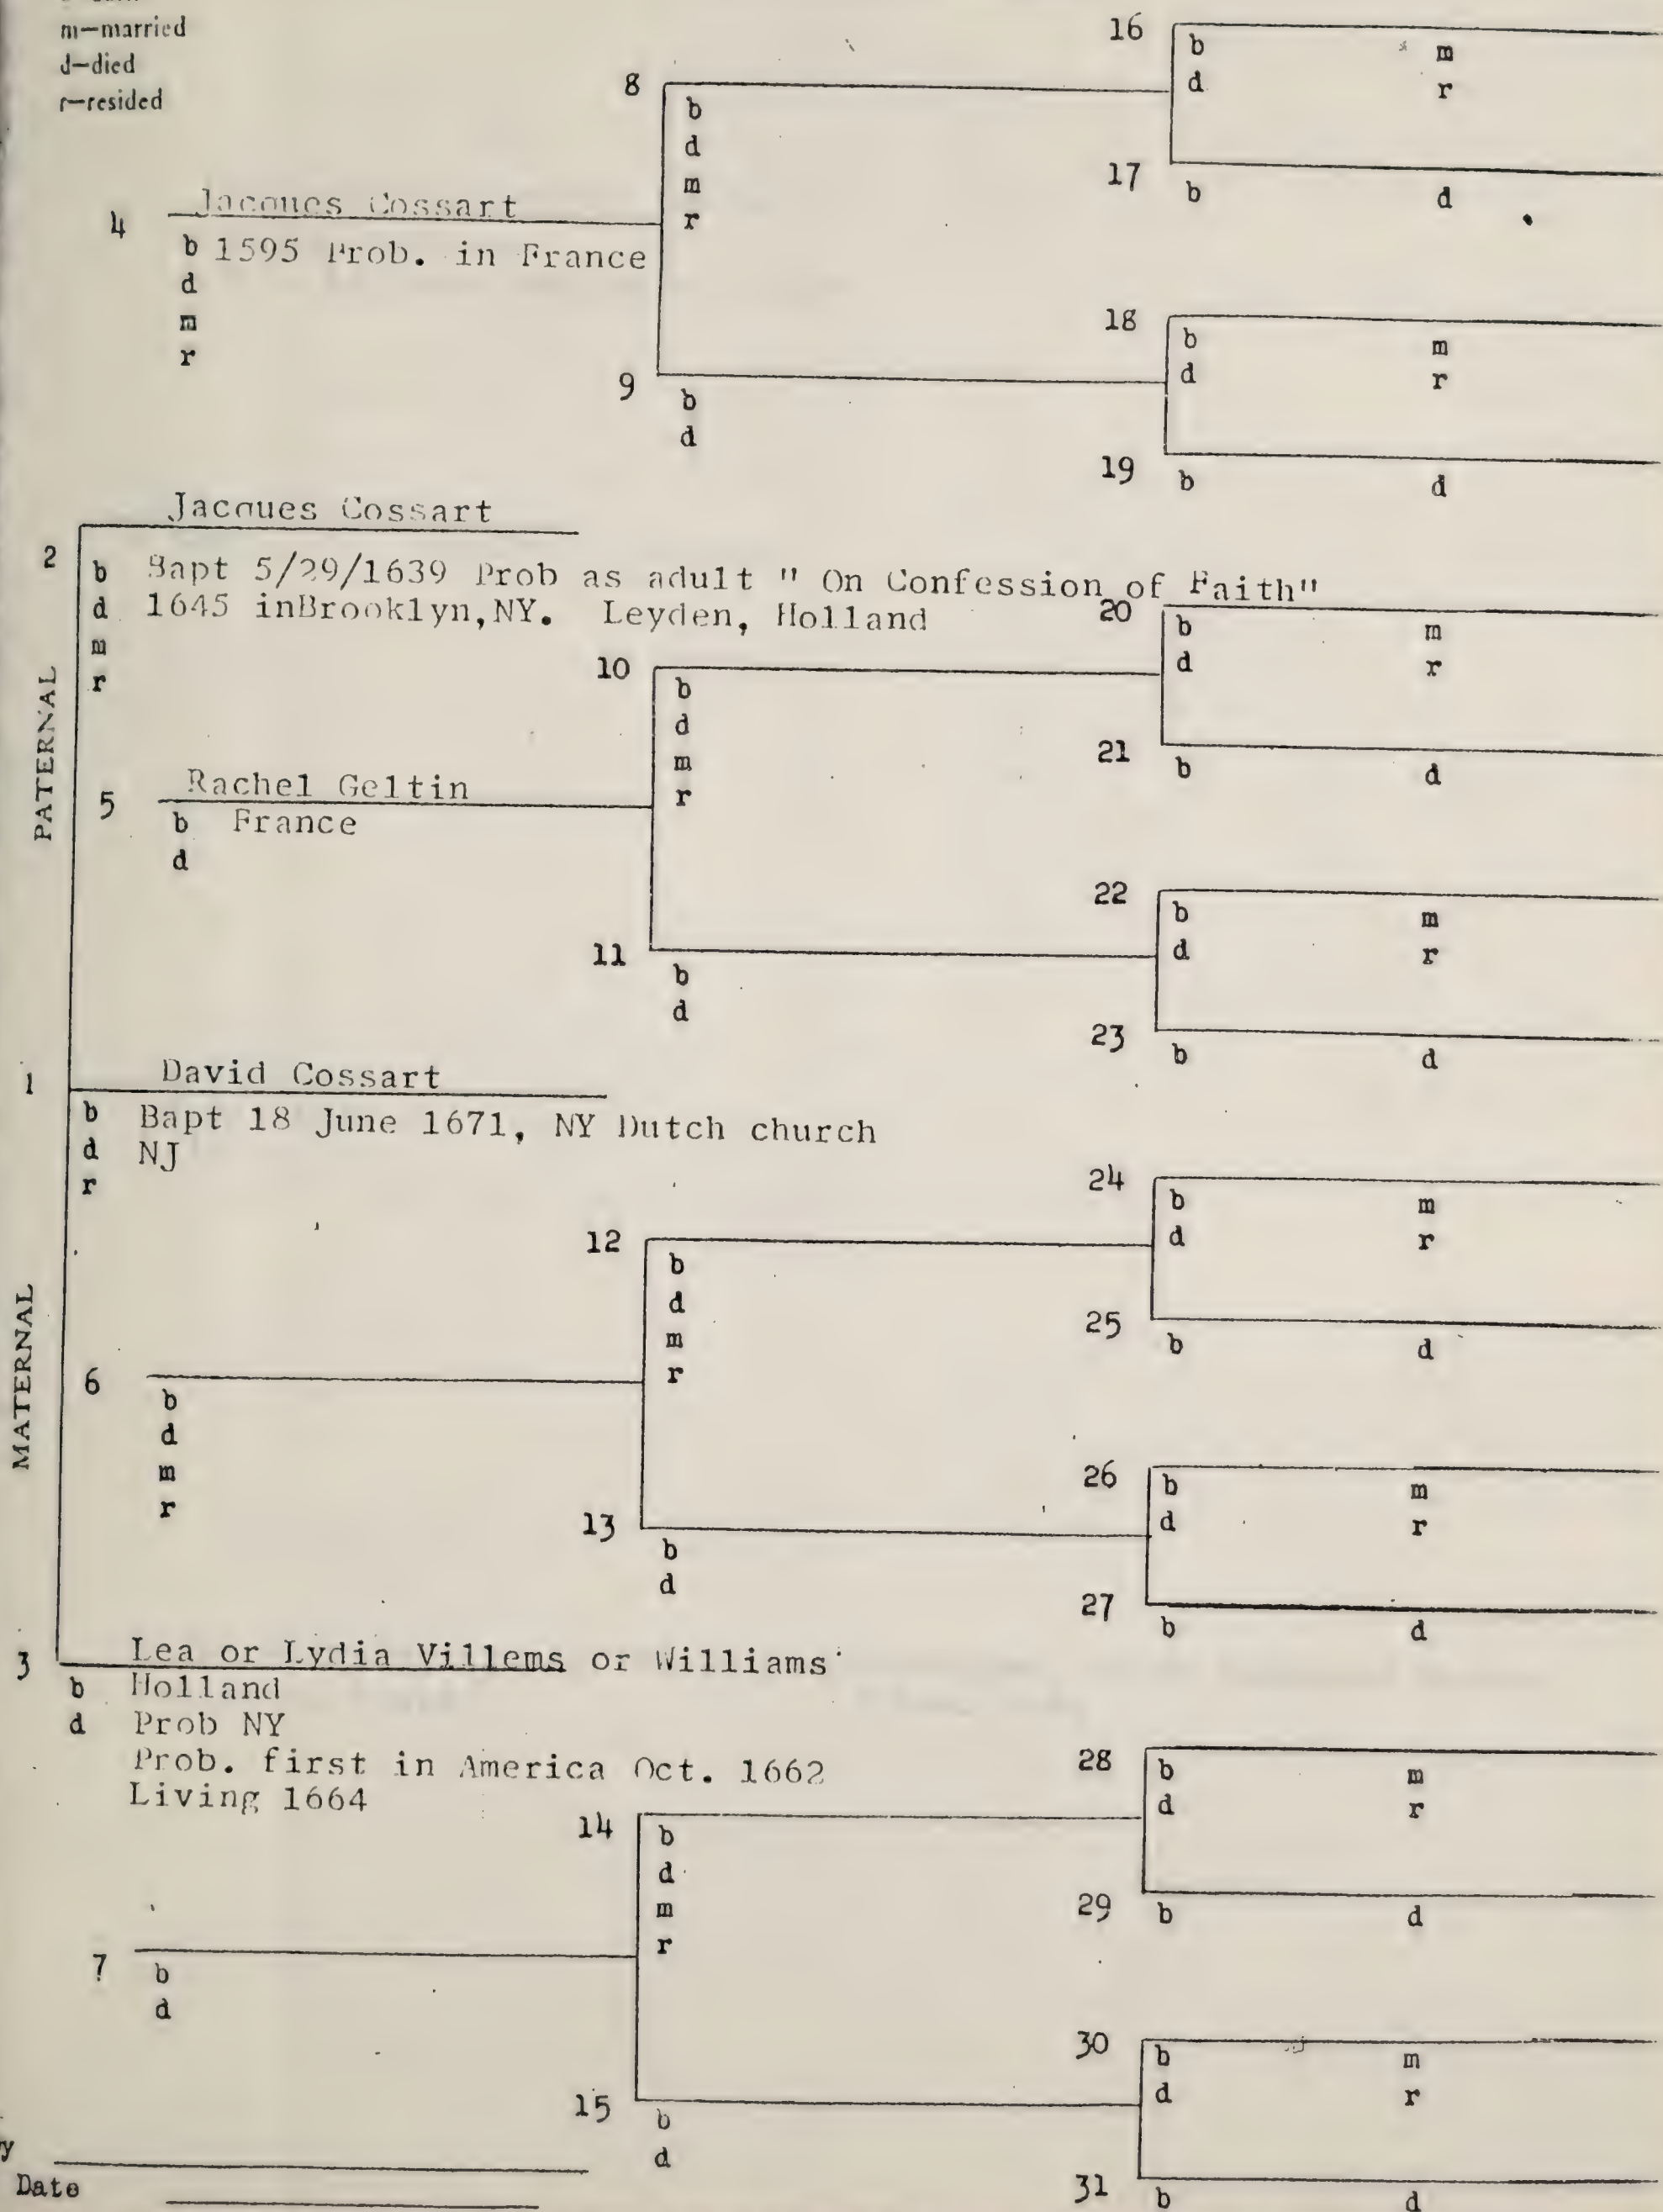 m—married
d—died
r—resided
16
b m
d r
8
b
d
m
r
17
b d
4 Jacques Cossart
b 1595 Prob. in France
d
m
r
18
b m
d r
9
b
d
19
b d
Jacques Cossart
2
b Bapt 5/29/1639 Prob as adult " On Confession of Faith"
d 1645 inBrooklyn,NY. Leyden, Holland
m
r
PATERNAL
20
b m
d r
10
b
d
m
r
21
b d
5 Rachel Geltin
b France
d
22
b m
d r
11
b
d
23
b d
1 David Cossart
b Bapt 18 June 1671, NY Dutch church
d NJ
r
24
b m
d r
12
b
d
m
r
25
b d
MATERNAL
6
b
d
m
r
26
b m
d r
13
b
d
27
b d
3 Lea or Lydia Villems or Williams
b Holland
d Prob NY
Prob. first in America Oct. 1662
Living 1664
28
b m
d r
14
b
d
m
r
29
b d
7
b
d
30
b m
d r
15
b
d
31
b d
Date